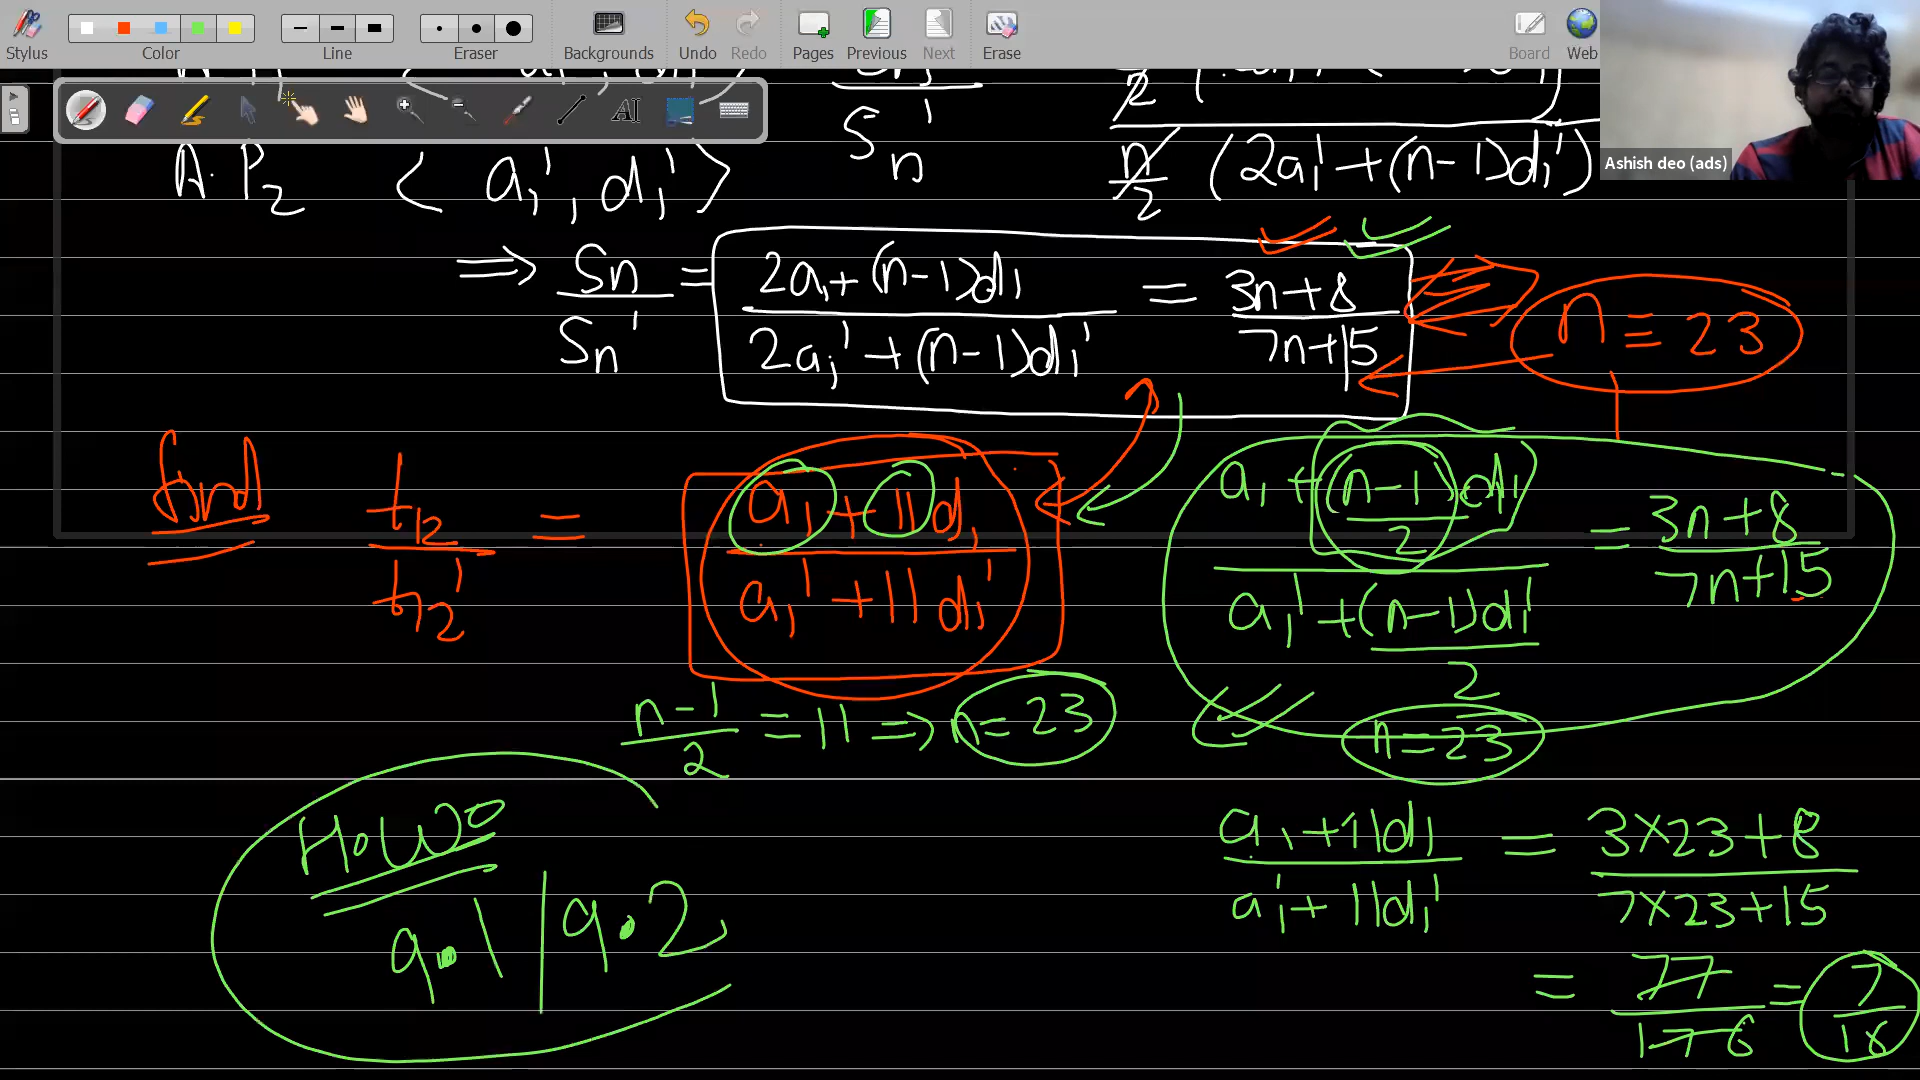 Stylus Color Line Eraser Backgrounds Undo Redo Pages Previous Next Erase Board Web
Ashish deo (ads)
Sn'
A.P2 < a1', d1' >
n/2 (2a1' + (n-1)d1')
=> Sn/Sn' = (2a1 + (n-1)d1)/(2a1' + (n-1)d1') = (3n+8)/(7n+15)
n = 23
find t12/t12' = (a1 + 11d1)/(a1' + 11d1')
(a1 + (n-1)/2 d1)/(a1' + (n-1)d1'/2) = (3n+8)/(7n+15)
(n-1)/2 = 11 => n = 23
n = 23
H.W
9.1 | 9.2
(a1 + 11d1)/(a1' + 11d1') = (3×23+8)/(7×23+15)
= 77/176 = 7/16